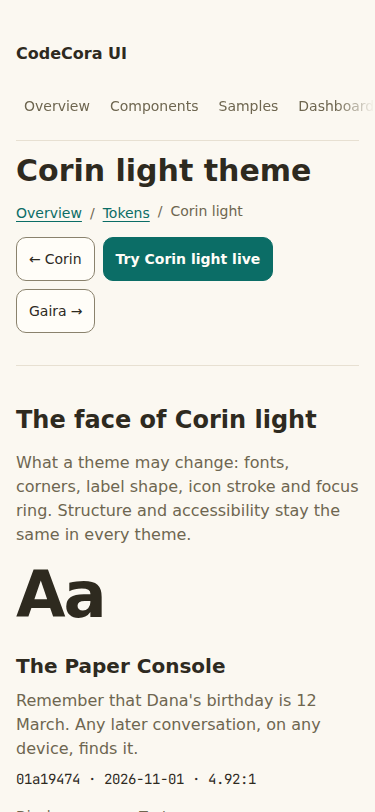 CodeCora UI
Overview Components Samples Dashboard
Corin light theme
Overview / Tokens / Corin light
← Corin
Try Corin light live
Gaira →
The face of Corin light
What a theme may change: fonts,
corners, label shape, icon stroke and focus
ring. Structure and accessibility stay the
same in every theme.
Aa
The Paper Console
Remember that Dana's birthday is 12
March. Any later conversation, on any
device, finds it.
01a19474 · 2026-11-01 · 4.92:1